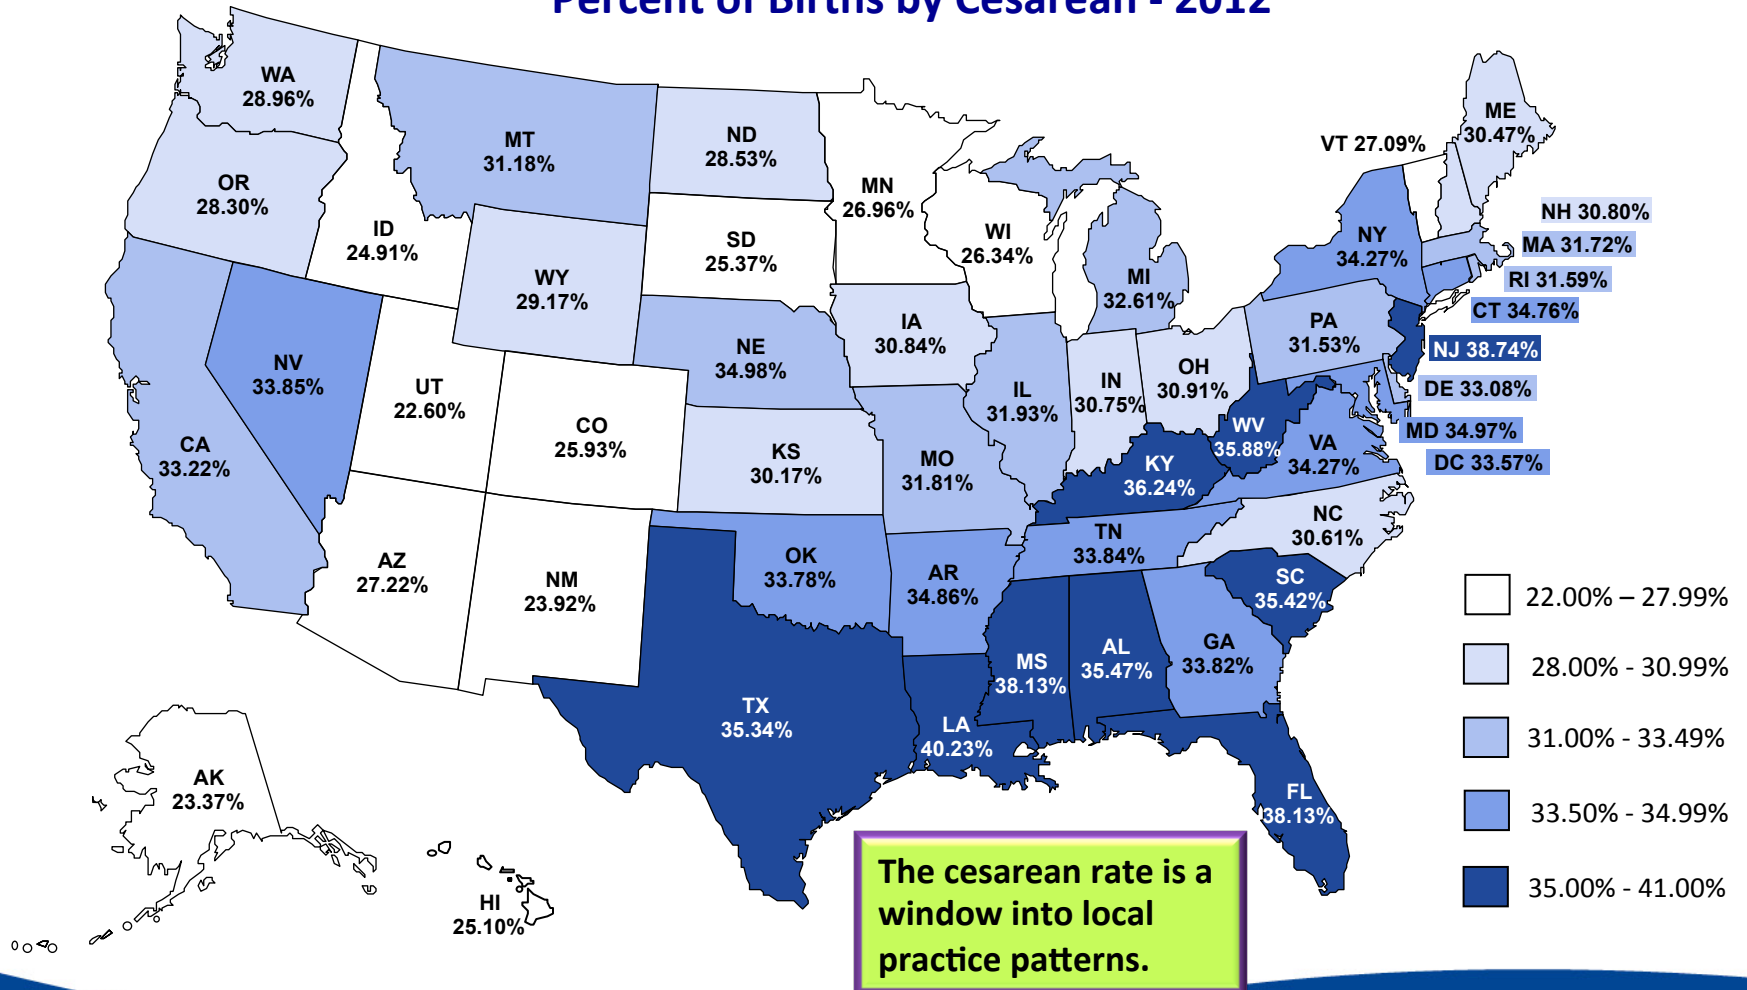 Percent of Births by Cesarean - 2012
WA
28.96%
OR
28.30%
ID
24.91%
MT
31.18%
ND
28.53%
SD
25.37%
MN
26.96%
WI
26.34%
WY
29.17%
NE
34.98%
IA
30.84%
MI
32.61%
VT 27.09%
ME
30.47%
NH 30.80%
NY
34.27%
MA 31.72%
RI 31.59%
CT 34.76%
PA
31.53%
NJ 38.74%
DE 33.08%
MD 34.97%
DC 33.57%
NV
33.85%
UT
22.60%
CO
25.93%
CA
33.22%
KS
30.17%
MO
31.81%
IL
31.93%
IN
30.75%
OH
30.91%
WV
35.88%
VA
34.27%
KY
36.24%
NC
30.61%
TN
33.84%
AZ
27.22%
NM
23.92%
OK
33.78%
AR
34.86%
SC
35.42%
GA
33.82%
AL
35.47%
MS
38.13%
LA
40.23%
TX
35.34%
FL
38.13%
AK
23.37%
HI
25.10%
22.00% – 27.99%
28.00% - 30.99%
31.00% - 33.49%
33.50% - 34.99%
35.00% - 41.00%
The cesarean rate is a
window into local
practice patterns.